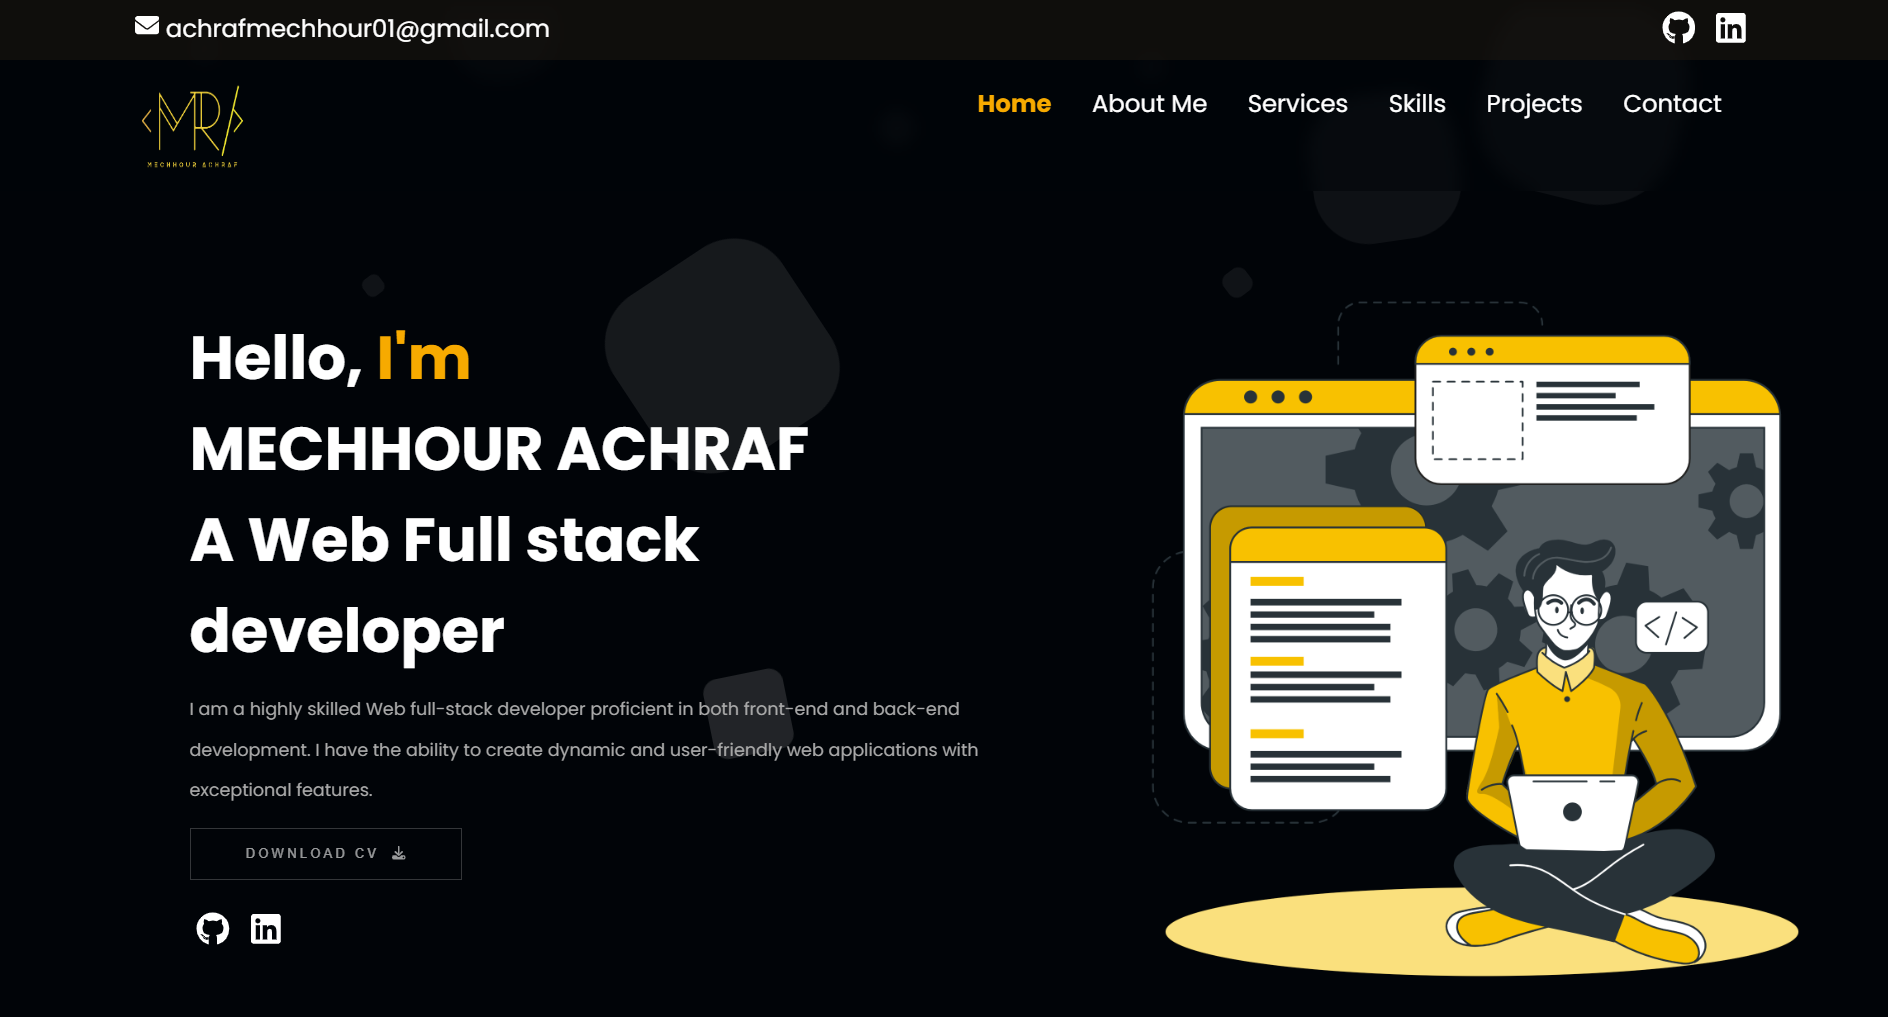 achrafmechhour01@gmail.com
MR
MECHHOUR ACHRAF
Home About Me Services Skills Projects Contact
Hello, I'm
MECHHOUR ACHRAF
A Web Full stack
developer
I am a highly skilled Web full-stack developer proficient in both front-end and back-end
development. I have the ability to create dynamic and user-friendly web applications with
exceptional features.
DOWNLOAD CV